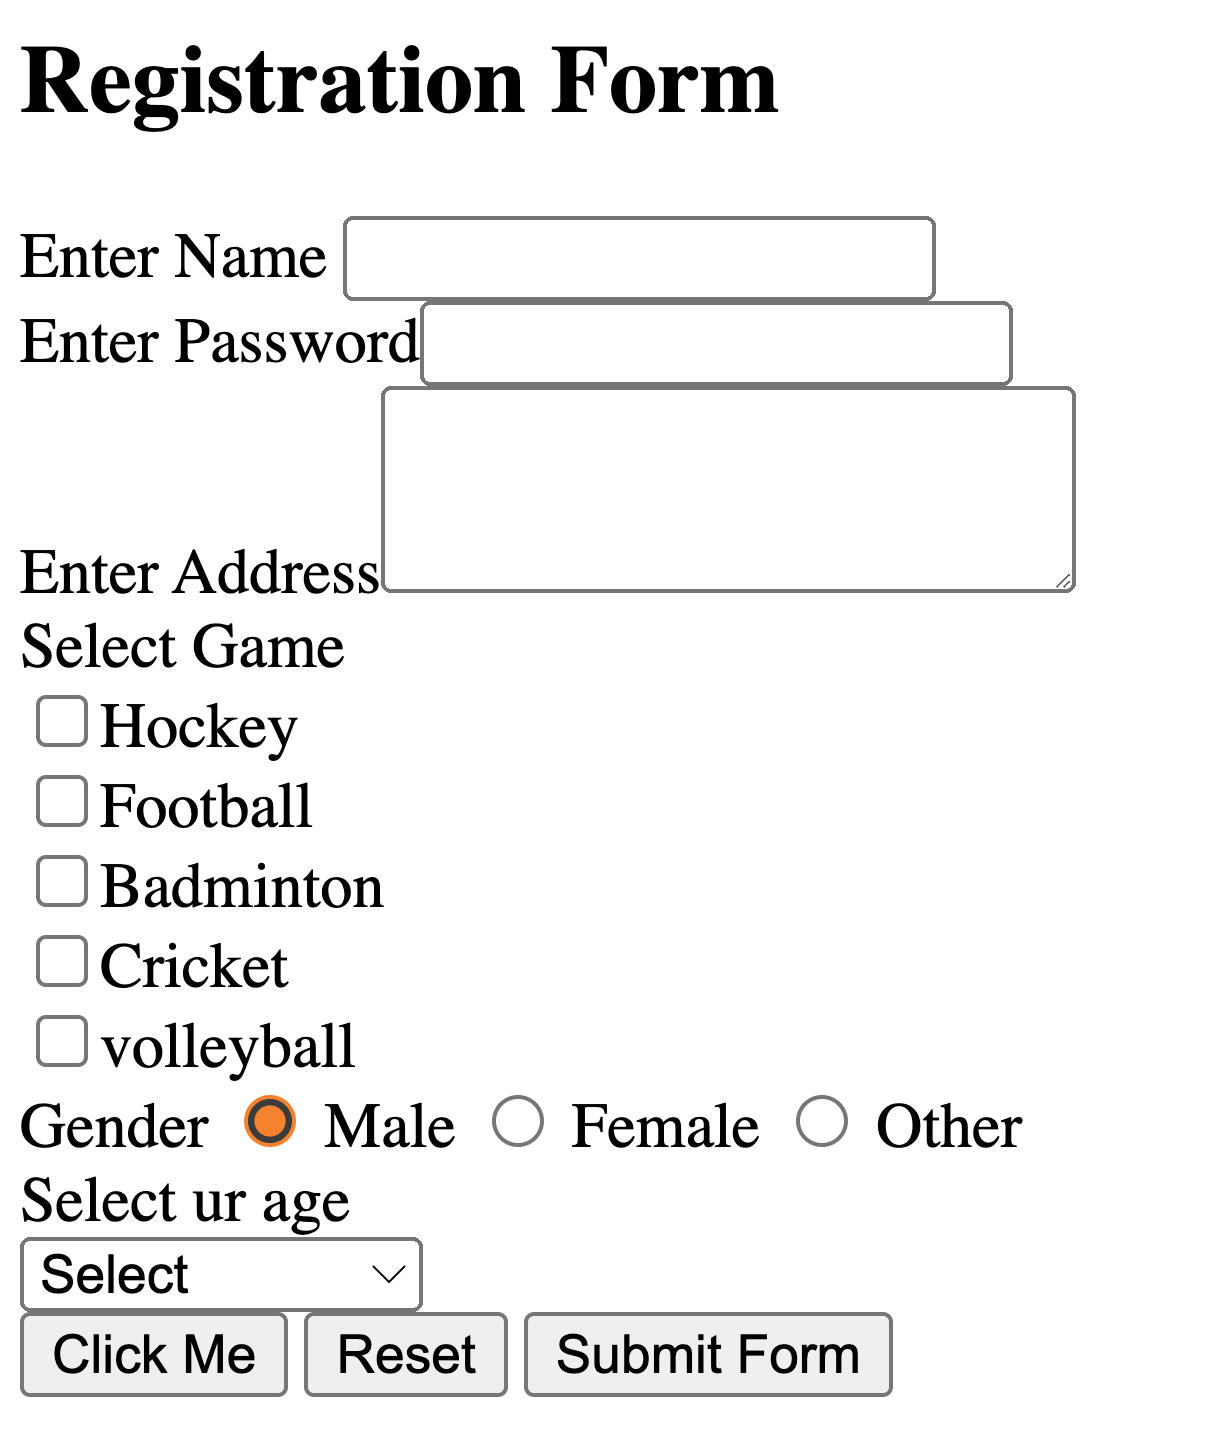 Registration Form
Enter Name
Enter Password
Enter Address
Select Game
Hockey
Football
Badminton
Cricket
volleyball
Gender Male Female Other
Select ur age
Select
Click Me Reset Submit Form